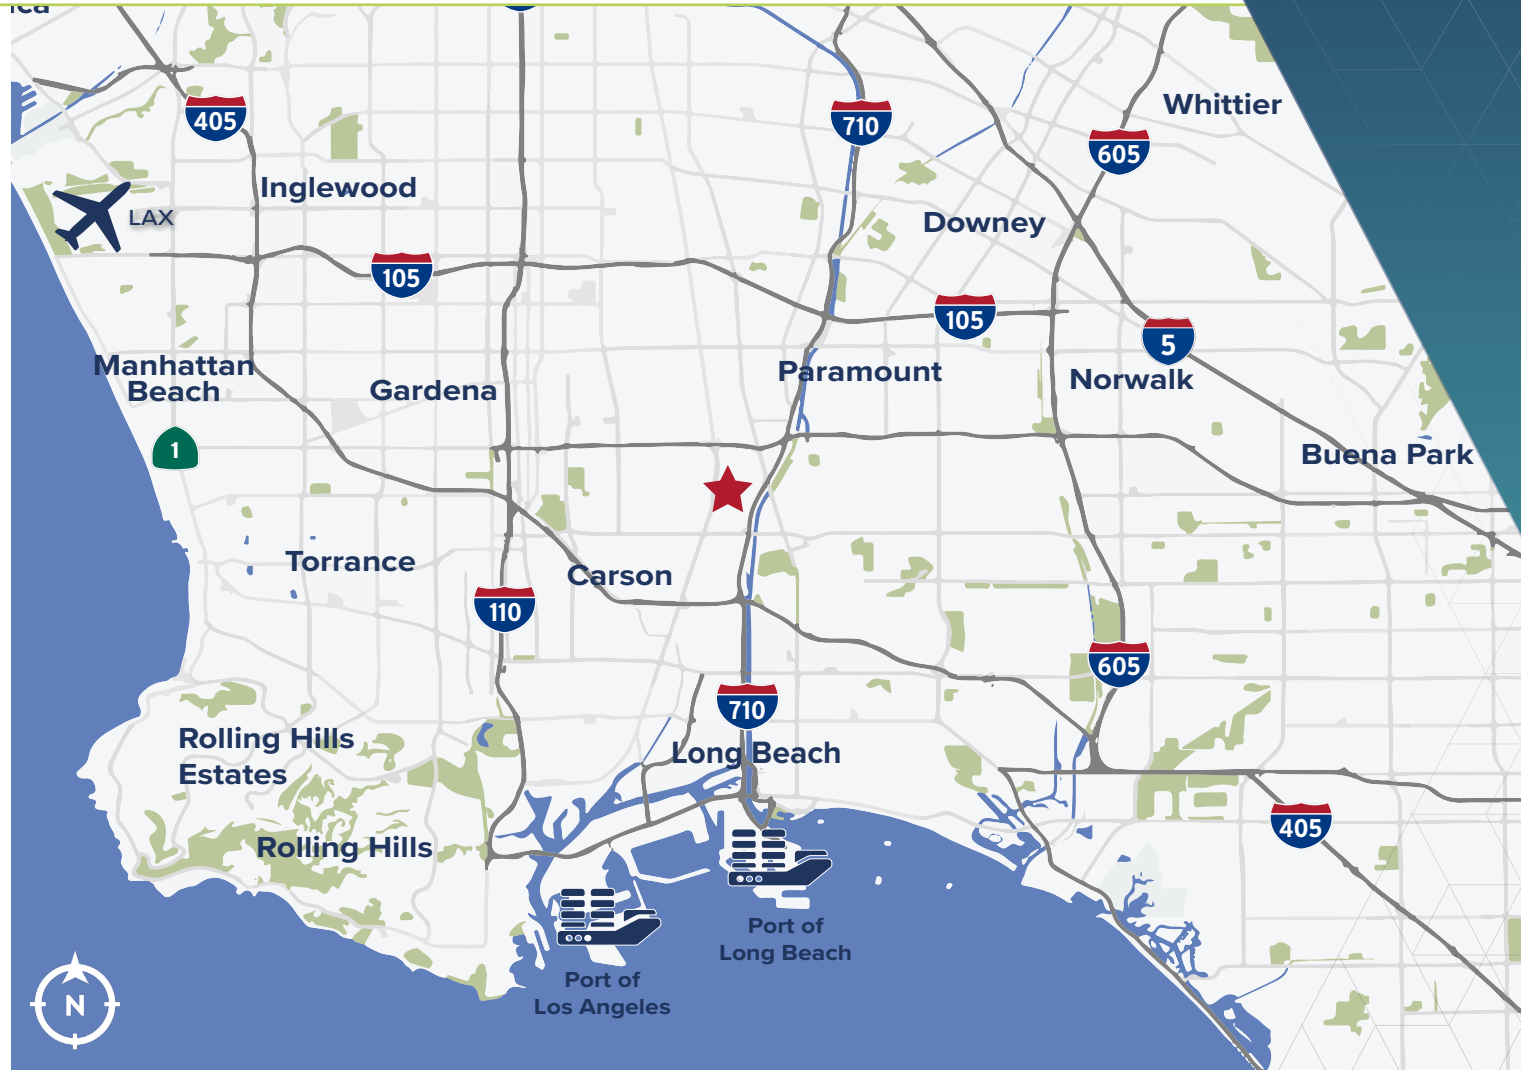 405
710
Whittier
605
Inglewood
LAX
Downey
105
105
5
Manhattan
Beach
Gardena
Paramount
Norwalk
1
Buena Park
Torrance
Carson
110
605
710
Rolling Hills
Estates
Long Beach
405
Rolling Hills
Port of
Long Beach
Port of
Los Angeles
N